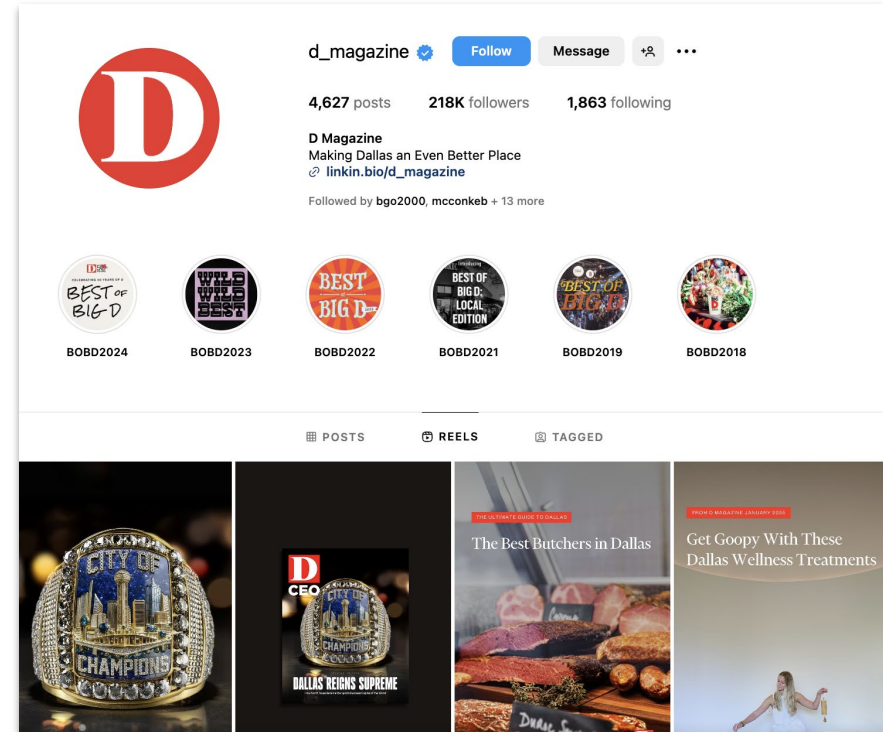 D
d_magazine
Follow
Message
4,627 posts
218K followers
1,863 following
D Magazine
Making Dallas an Even Better Place
linkin.bio/d_magazine
Followed by bgo2000, mcconkeb + 13 more
BEST OF
BIG D
WILD
WILD
BEST
BEST
BIG D
Introducing
BEST OF
BIG D:
LOCAL
EDITION
BEST OF
BIG D
BOBD2024
BOBD2023
BOBD2022
BOBD2021
BOBD2019
BOBD2018
POSTS
REELS
TAGGED
CITY OF
CHAMPIONS
D
CEO
CITY OF
CHAMPIONS
DALLAS REIGNS SUPREME
THE ULTIMATE GUIDE TO DALLAS
The Best Butchers in Dallas
FROM D MAGAZINE JANUARY
Get Goopy With These
Dallas Wellness Treatments